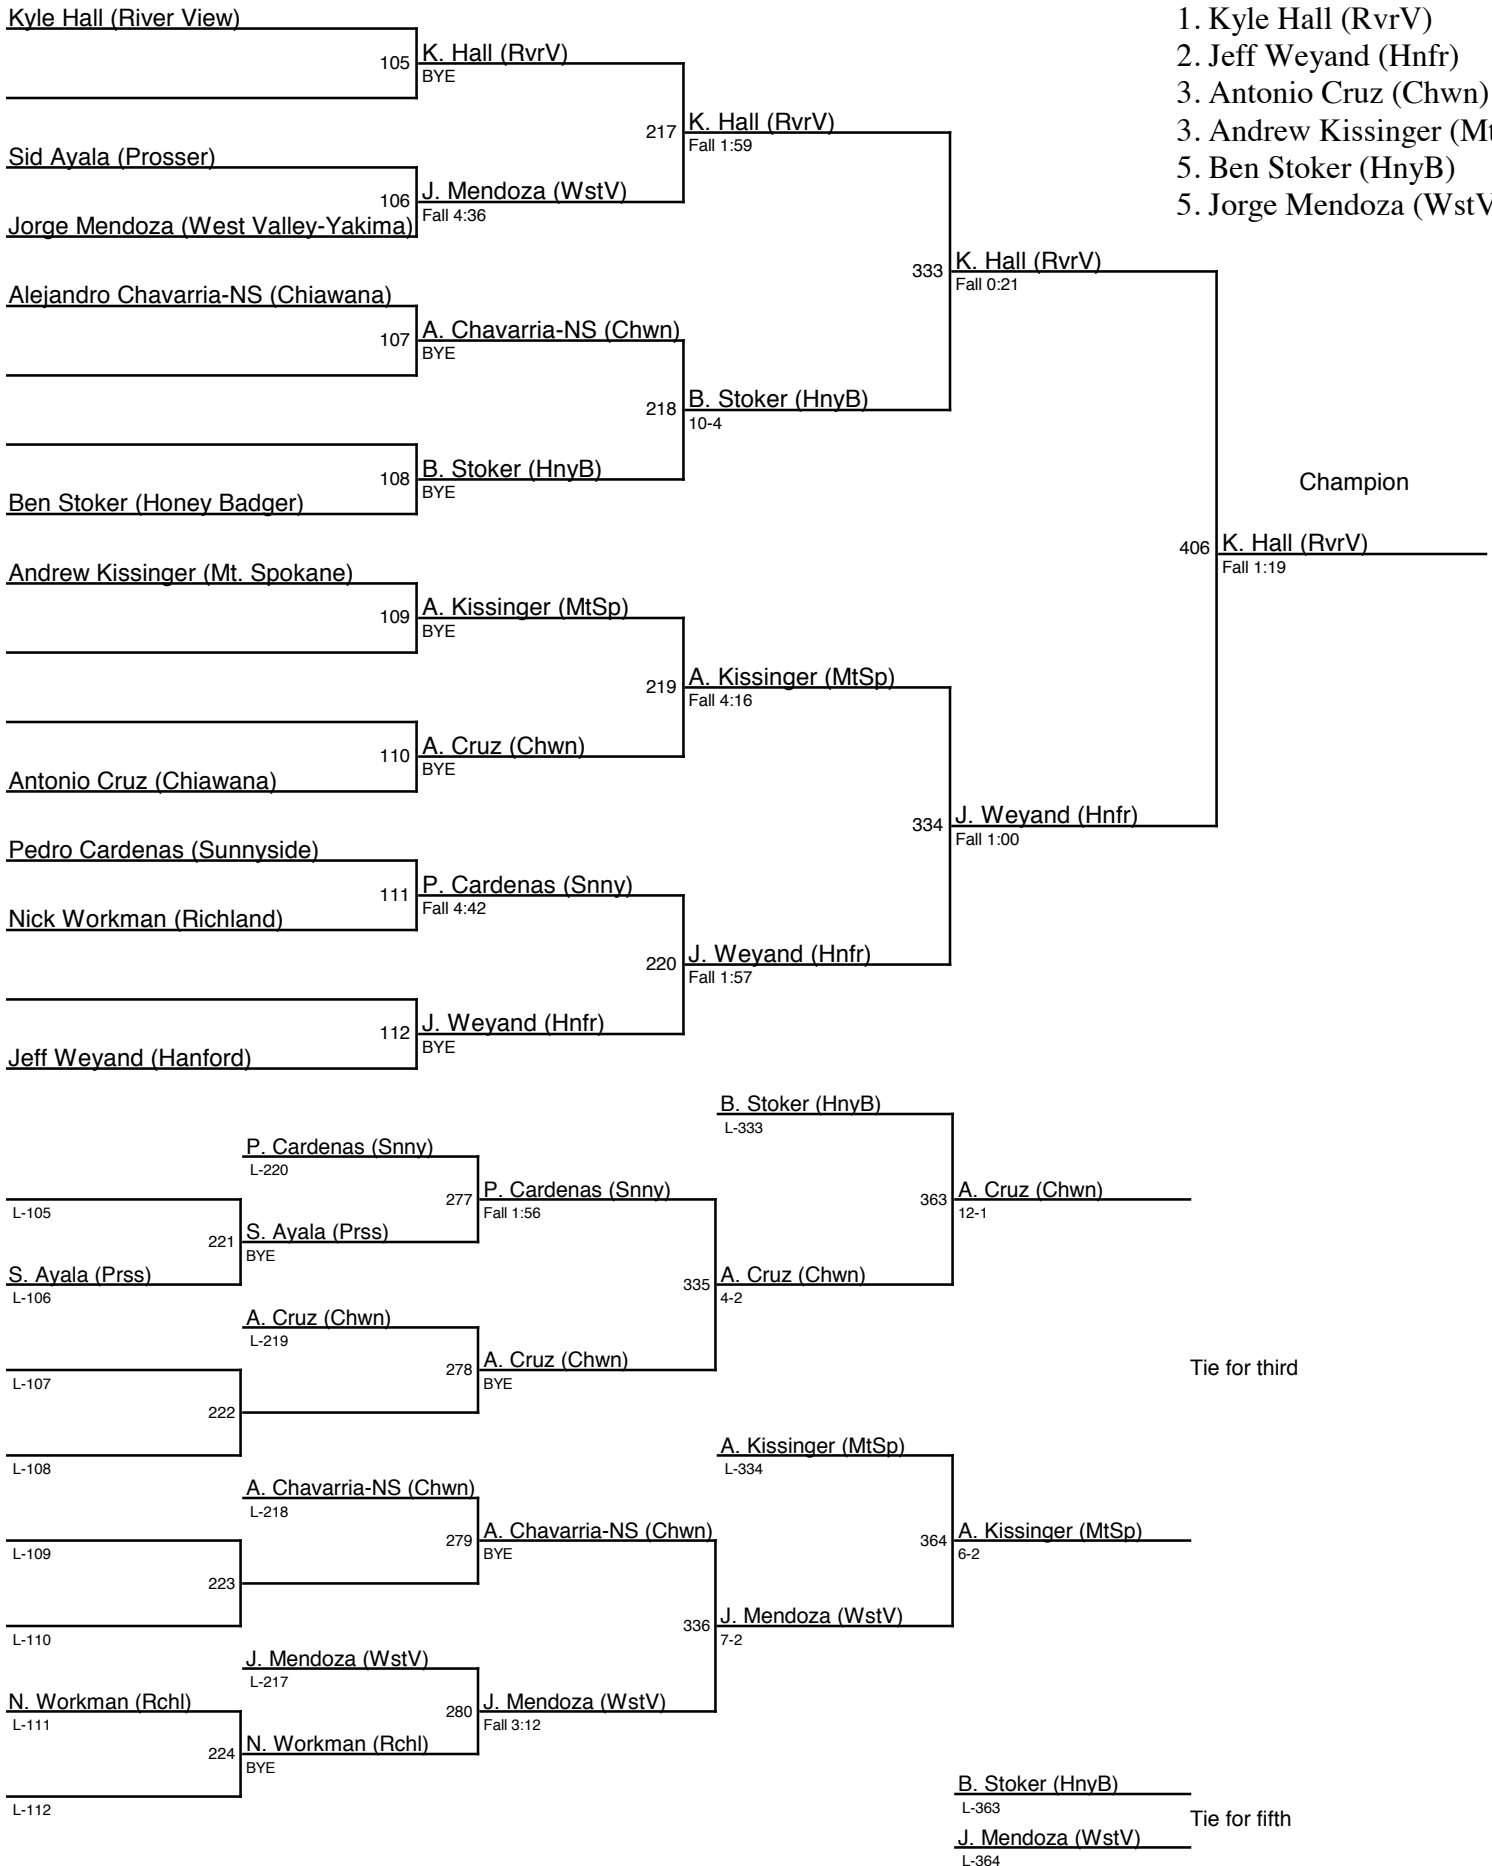 Kyle Hall (River View)
105
K. Hall (RvrV)
BYE
Sid Ayala (Prosser)
106
J. Mendoza (WstV)
Fall 4:36
Jorge Mendoza (West Valley-Yakima)
217
K. Hall (RvrV)
Fall 1:59
Alejandro Chavarria-NS (Chiawana)
107
A. Chavarria-NS (Chwn)
BYE
108
B. Stoker (HnyB)
BYE
Ben Stoker (Honey Badger)
218
B. Stoker (HnyB)
10-4
333
K. Hall (RvrV)
Fall 0:21
Andrew Kissinger (Mt. Spokane)
109
A. Kissinger (MtSp)
BYE
110
A. Cruz (Chwn)
BYE
Antonio Cruz (Chiawana)
219
A. Kissinger (MtSp)
Fall 4:16
Pedro Cardenas (Sunnyside)
111
P. Cardenas (Snny)
Fall 4:42
Nick Workman (Richland)
112
J. Weyand (Hnfr)
BYE
Jeff Weyand (Hanford)
220
J. Weyand (Hnfr)
Fall 1:57
334
J. Weyand (Hnfr)
Fall 1:00
Champion
406
K. Hall (RvrV)
Fall 1:19
1. Kyle Hall (RvrV)
2. Jeff Weyand (Hnfr)
3. Antonio Cruz (Chwn)
3. Andrew Kissinger (Mt
5. Ben Stoker (HnyB)
5. Jorge Mendoza (WstV
L-105
221
S. Ayala (Prss)
BYE
S. Ayala (Prss)
L-106
P. Cardenas (Snny)
L-220
277
P. Cardenas (Snny)
Fall 1:56
L-107
222
L-108
A. Cruz (Chwn)
L-219
278
A. Cruz (Chwn)
BYE
335
A. Cruz (Chwn)
4-2
B. Stoker (HnyB)
L-333
363
A. Cruz (Chwn)
12-1
Tie for third
L-109
223
L-110
A. Chavarria-NS (Chwn)
L-218
279
A. Chavarria-NS (Chwn)
BYE
N. Workman (Rchl)
L-111
224
N. Workman (Rchl)
BYE
L-112
J. Mendoza (WstV)
L-217
280
J. Mendoza (WstV)
Fall 3:12
336
J. Mendoza (WstV)
7-2
A. Kissinger (MtSp)
L-334
364
A. Kissinger (MtSp)
6-2
B. Stoker (HnyB)
L-363
Tie for fifth
J. Mendoza (WstV)
L-364